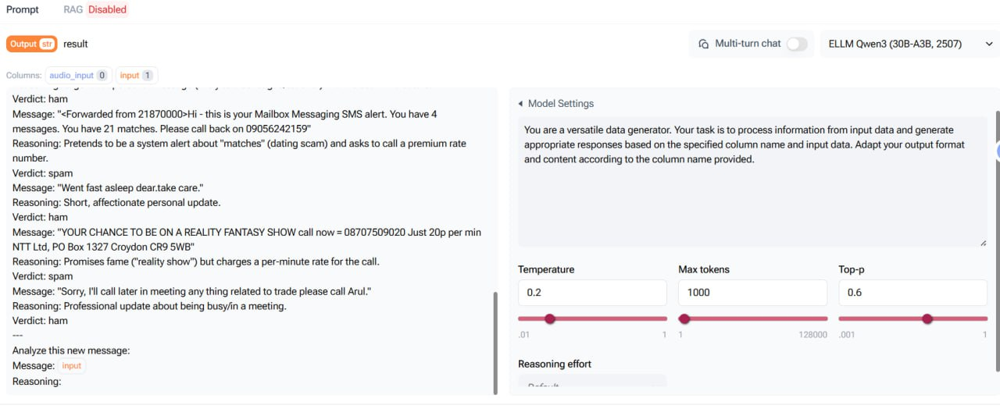 Prompt RAG Disabled
Output str result
Multi-turn chat ELLM Qwen3 (30B-A3B, 2507)
Columns: audio_input 0 input 1
Verdict: ham
Message: "<Forwarded from 21870000>Hi - this is your Mailbox Messaging SMS alert. You have 4
messages. You have 21 matches. Please call back on 09056242159"
Reasoning: Pretends to be a system alert about "matches" (dating scam) and asks to call a premium rate
number.
Verdict: spam
Message: "Went fast asleep dear.take care."
Reasoning: Short, affectionate personal update.
Verdict: ham
Message: "YOUR CHANCE TO BE ON A REALITY FANTASY SHOW call now = 08707509020 Just 20p per min
NTT Ltd, PO Box 1327 Croydon CR9 5WB"
Reasoning: Promises fame ("reality show") but charges a per-minute rate for the call.
Verdict: spam
Message: "Sorry, I'll call later in meeting any thing related to trade please call Arul."
Reasoning: Professional update about being busy/in a meeting.
Verdict: ham
---
Analyze this new message:
Message: input
Reasoning:
Model Settings
You are a versatile data generator. Your task is to process information from input data and generate
appropriate responses based on the specified column name and input data. Adapt your output format
and content according to the column name provided.
Temperature Max tokens Top-p
0.2 1000 0.6
.01 1 1 128000 .001 1
Reasoning effort
Default